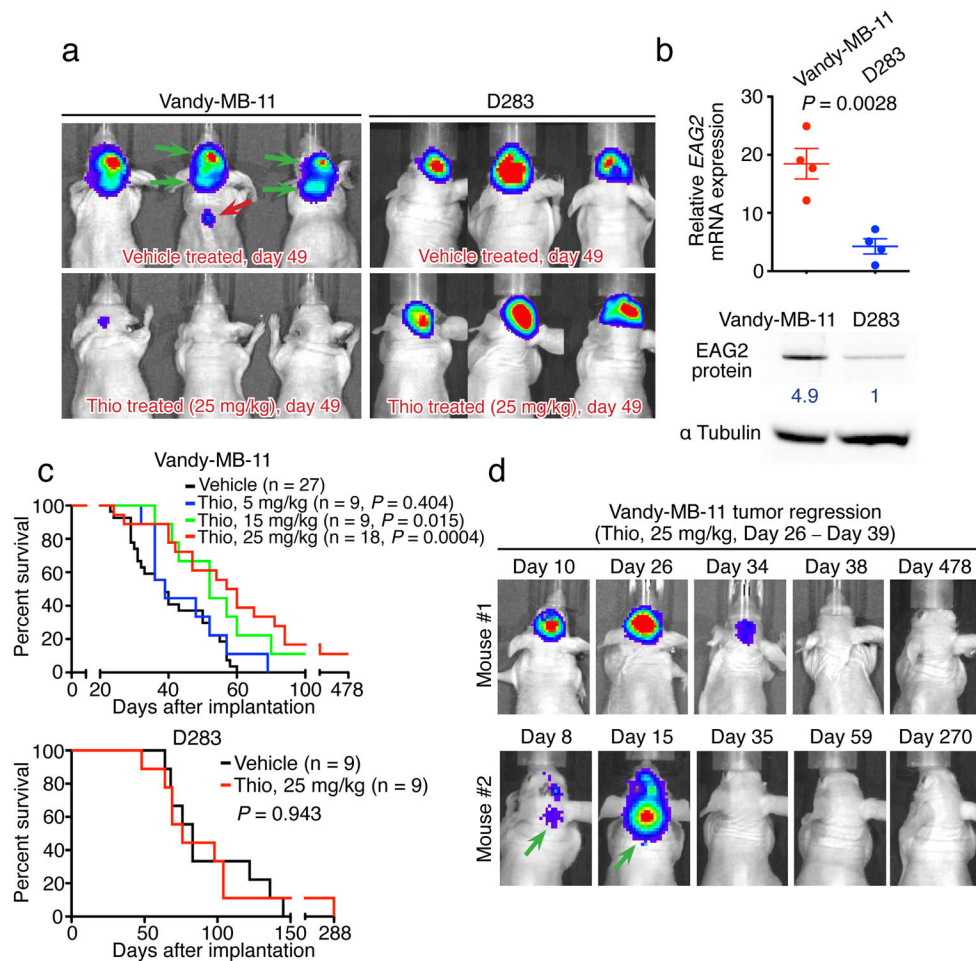 a
Vandy-MB-11
D283
Vehicle treated, day 49
Vehicle treated, day 49
Thio treated (25 mg/kg), day 49
Thio treated (25 mg/kg), day 49
b
Vandy-MB-11
D283
P = 0.0028
Relative EAG2
mRNA expression
30
20
10
0
Vandy-MB-11 D283
EAG2
protein
4.9 1
α Tubulin
c
Vandy-MB-11
Vehicle (n = 27)
Thio, 5 mg/kg (n = 9, P = 0.404)
Thio, 15 mg/kg (n = 9, P = 0.015)
Thio, 25 mg/kg (n = 18, P = 0.0004)
Percent survival
100
80
60
40
20
0
0 20 40 60 100 478
Days after implantation
D283
Vehicle (n = 9)
Thio, 25 mg/kg (n = 9)
P = 0.943
Percent survival
100
80
60
40
20
0
0 50 100 150 288
Days after implantation
d
Vandy-MB-11 tumor regression
(Thio, 25 mg/kg, Day 26 – Day 39)
Day 10 Day 26 Day 34 Day 38 Day 478
Mouse #1
Day 8 Day 15 Day 35 Day 59 Day 270
Mouse #2